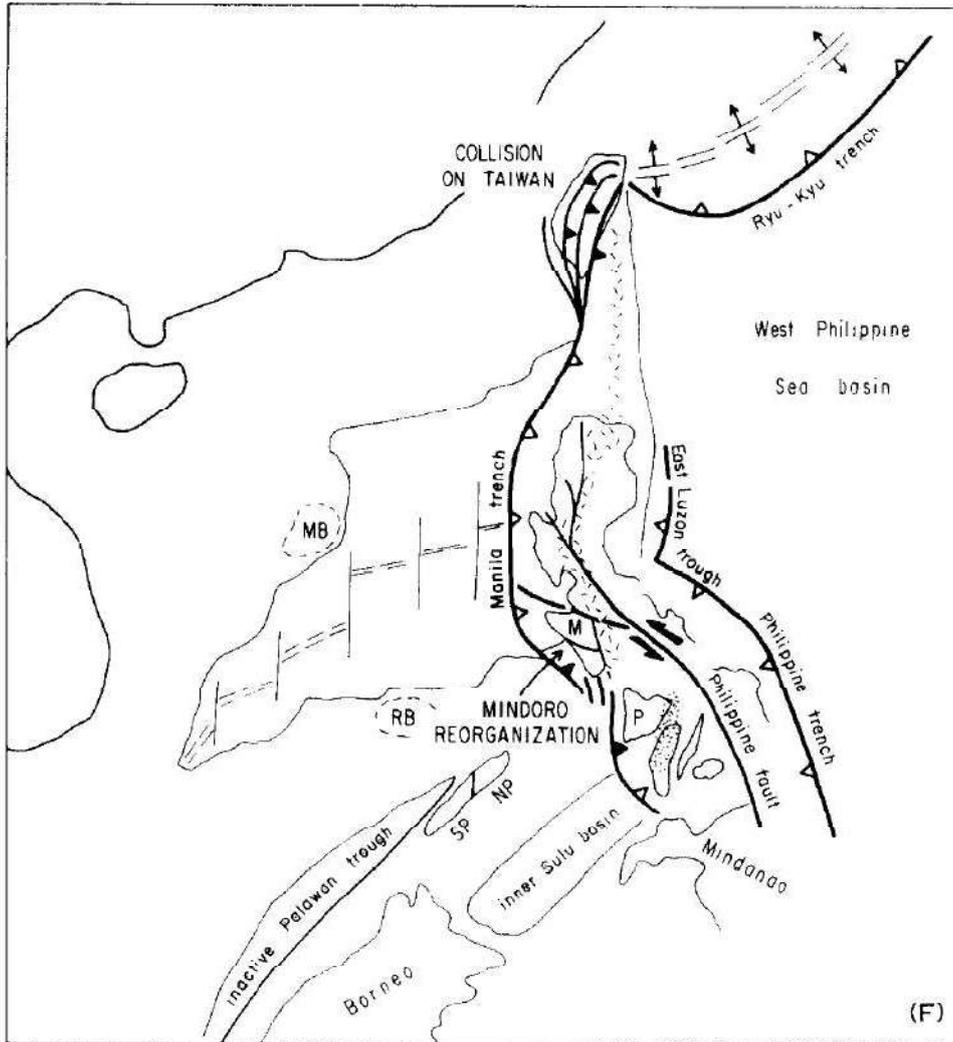 COLLISION
ON TAIWAN
Ryu-Kyu trench
West Philippine
Sea basin
East Luzon
trough
Manila trench
MB
M
Philippine trench
Philippine fault
RB
MINDORO
REORGANIZATION
P
NP
SP
inactive Palawan trough
inner Sulu basin
Mindanao
Borneo
(F)